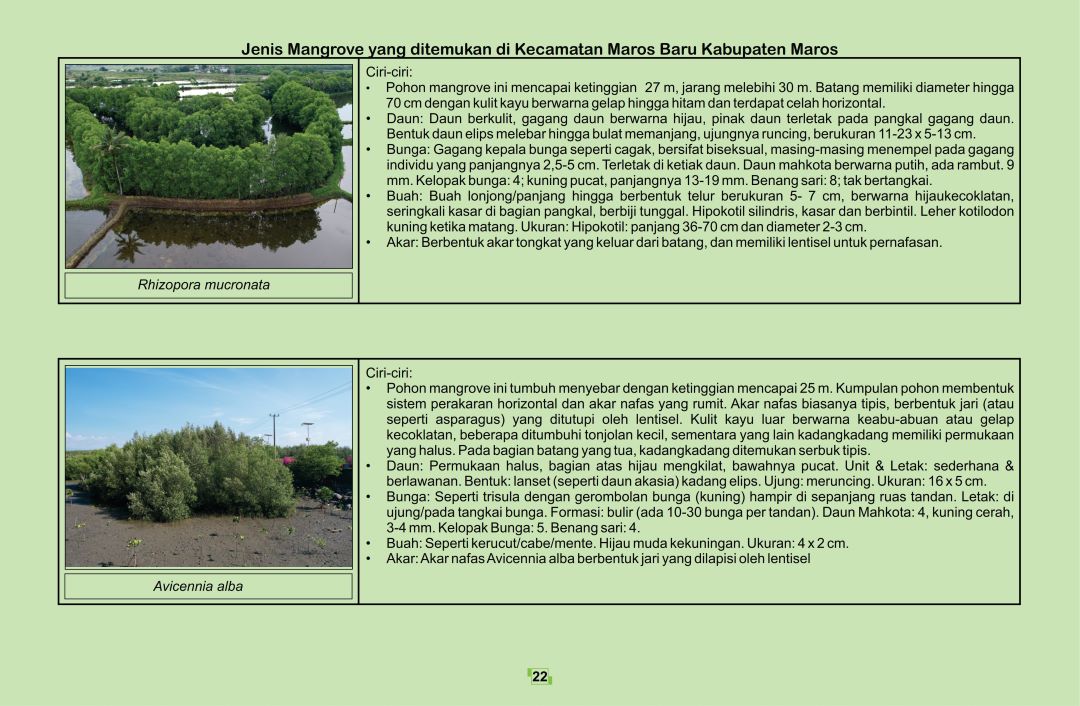 Jenis Mangrove yang ditemukan di Kecamatan Maros Baru Kabupaten Maros
Ciri-ciri:
• Pohon mangrove ini mencapai ketinggian 27 m, jarang melebihi 30 m. Batang memiliki diameter hingga
70 cm dengan kulit kayu berwarna gelap hingga hitam dan terdapat celah horizontal.
• Daun: Daun berkulit, gagang daun berwarna hijau, pinak daun terletak pada pangkal gagang daun.
Bentuk daun elips melebar hingga bulat memanjang, ujungnya runcing, berukuran 11-23 x 5-13 cm.
• Bunga: Gagang kepala bunga seperti cagak, bersifat biseksual, masing-masing menempel pada gagang
individu yang panjangnya 2,5-5 cm. Terletak di ketiak daun. Daun mahkota berwarna putih, ada rambut. 9
mm. Kelopak bunga: 4; kuning pucat, panjangnya 13-19 mm. Benang sari: 8; tak bertangkai.
• Buah: Buah lonjong/panjang hingga berbentuk telur berukuran 5- 7 cm, berwarna hijaukecoklatan,
seringkali kasar di bagian pangkal, berbiji tunggal. Hipokotil silindris, kasar dan berbintil. Leher kotilodon
kuning ketika matang. Ukuran: Hipokotil: panjang 36-70 cm dan diameter 2-3 cm.
• Akar: Berbentuk akar tongkat yang keluar dari batang, dan memiliki lentisel untuk pernafasan.
Rhizopora mucronata
Ciri-ciri:
• Pohon mangrove ini tumbuh menyebar dengan ketinggian mencapai 25 m. Kumpulan pohon membentuk
sistem perakaran horizontal dan akar nafas yang rumit. Akar nafas biasanya tipis, berbentuk jari (atau
seperti asparagus) yang ditutupi oleh lentisel. Kulit kayu luar berwarna keabu-abuan atau gelap
kecoklatan, beberapa ditumbuhi tonjolan kecil, sementara yang lain kadangkadang memiliki permukaan
yang halus. Pada bagian batang yang tua, kadangkadang ditemukan serbuk tipis.
• Daun: Permukaan halus, bagian atas hijau mengkilat, bawahnya pucat. Unit & Letak: sederhana &
berlawanan. Bentuk: lanset (seperti daun akasia) kadang elips. Ujung: meruncing. Ukuran: 16 x 5 cm.
• Bunga: Seperti trisula dengan gerombolan bunga (kuning) hampir di sepanjang ruas tandan. Letak: di
ujung/pada tangkai bunga. Formasi: bulir (ada 10-30 bunga per tandan). Daun Mahkota: 4, kuning cerah,
3-4 mm. Kelopak Bunga: 5. Benang sari: 4.
• Buah: Seperti kerucut/cabe/mente. Hijau muda kekuningan. Ukuran: 4 x 2 cm.
• Akar: Akar nafas Avicennia alba berbentuk jari yang dilapisi oleh lentisel
Avicennia alba
22